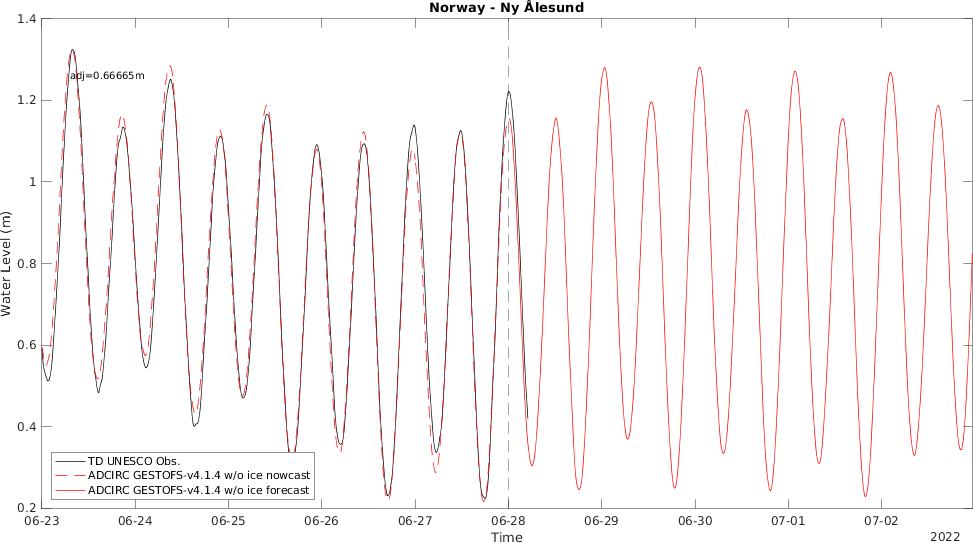 Norway - Ny Ålesund
adj=0.66665m
Water Level (m)
1.4
1.2
1
0.8
0.6
0.4
0.2
TD UNESCO Obs.
ADCIRC GESTOFS-v4.1.4 w/o ice nowcast
ADCIRC GESTOFS-v4.1.4 w/o ice forecast
06-23 06-24 06-25 06-26 06-27 06-28 06-29 06-30 07-01 07-02
Time
2022